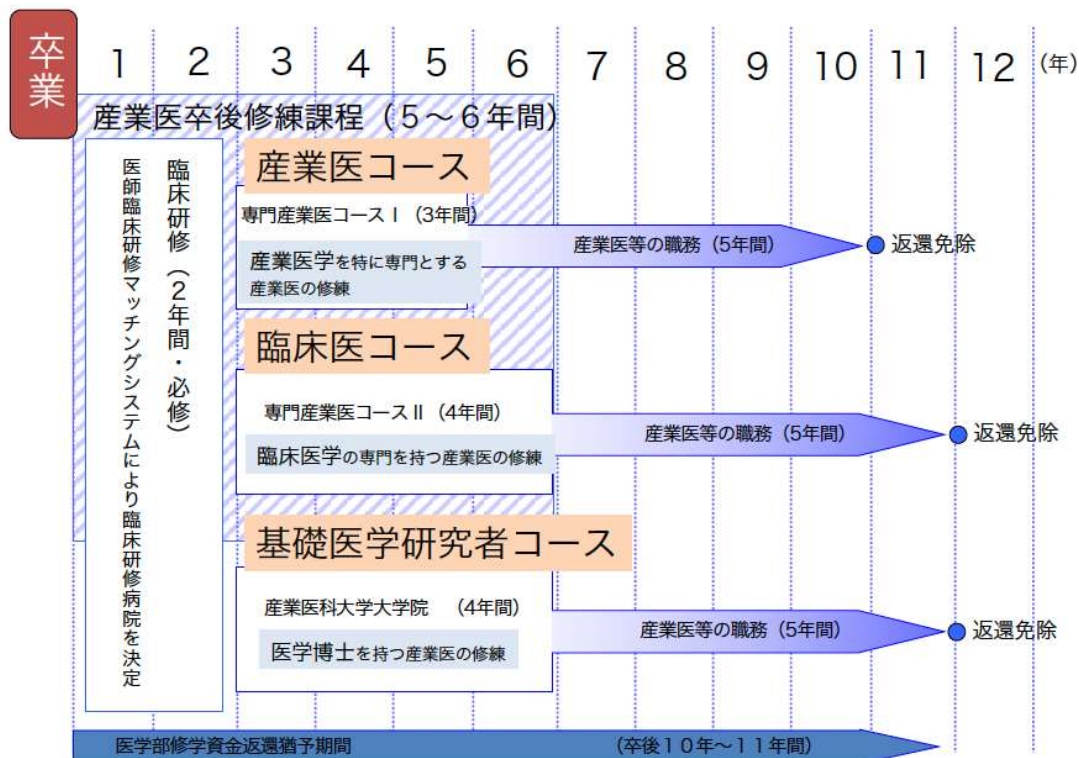 卒業
1 2 3 4 5 6 7 8 9 10 11 12 (年)
産業医卒後修練課程（５〜６年間）
臨床研修（２年間・必修）
医師臨床研修マッチングシステムにより臨床研修病院を決定
産業医コース
専門産業医コースⅠ（3年間）
産業医学を特に専門とする
産業医の修練
産業医等の職務（5年間）
返還免除
臨床医コース
専門産業医コースⅡ（4年間）
臨床医学の専門を持つ産業医の修練
産業医等の職務（5年間）
返還免除
基礎医学研究者コース
産業医科大学大学院　（4年間）
医学博士を持つ産業医の修練
産業医等の職務（5年間）
返還免除
医学部修学資金返還猶予期間　（卒後１０年〜１１年間）